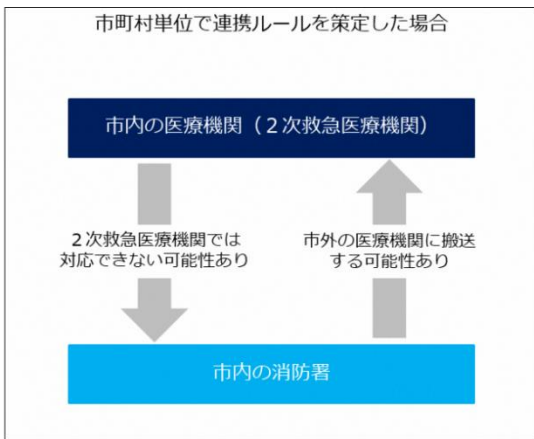 市町村単位で連携ルールを策定した場合
市内の医療機関（２次救急医療機関）
２次救急医療機関では
対応できない可能性あり
市外の医療機関に搬送
する可能性あり
市内の消防署